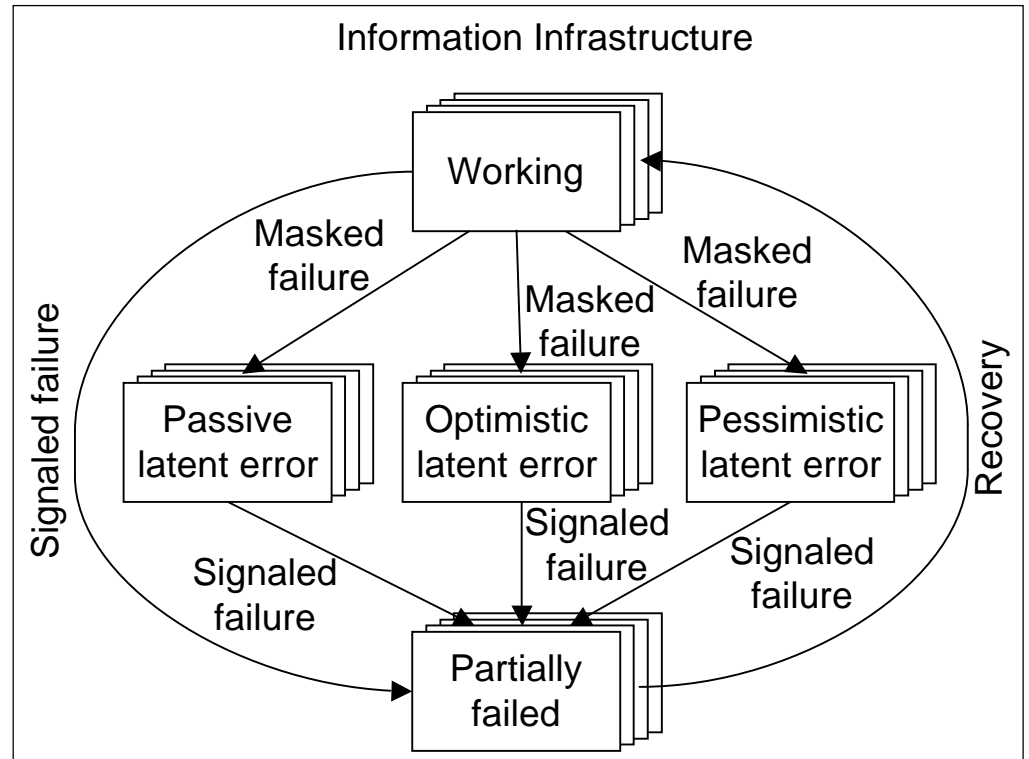 Information Infrastructure
Working
Masked
failure
Masked
failure
Masked
failure
Signaled failure
Recovery
Passive
latent error
Optimistic
latent error
Pessimistic
latent error
Signaled
failure
Signaled
failure
Signaled
failure
Partially
failed